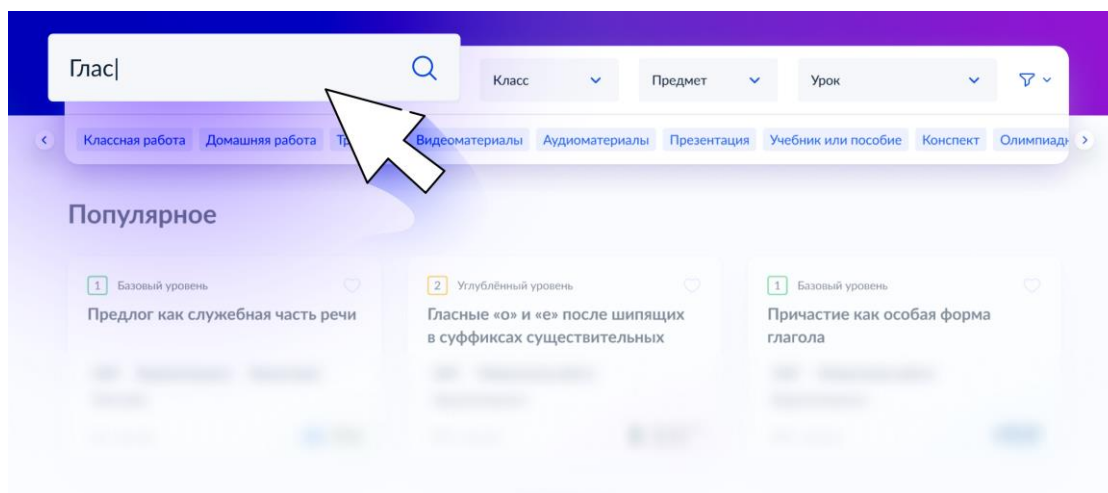 Глас
Класс Предмет Урок
Классная работа Домашняя работа Видеоматериалы Аудиоматериалы Презентация Учебник или пособие Конспект
Популярное
1 Базовый уровень
Предлог как служебная часть речи
2 Углублённый уровень
Гласные «о» и «е» после шипящих
в суффиксах существительных
1 Базовый уровень
Причастие как особая форма
глагола